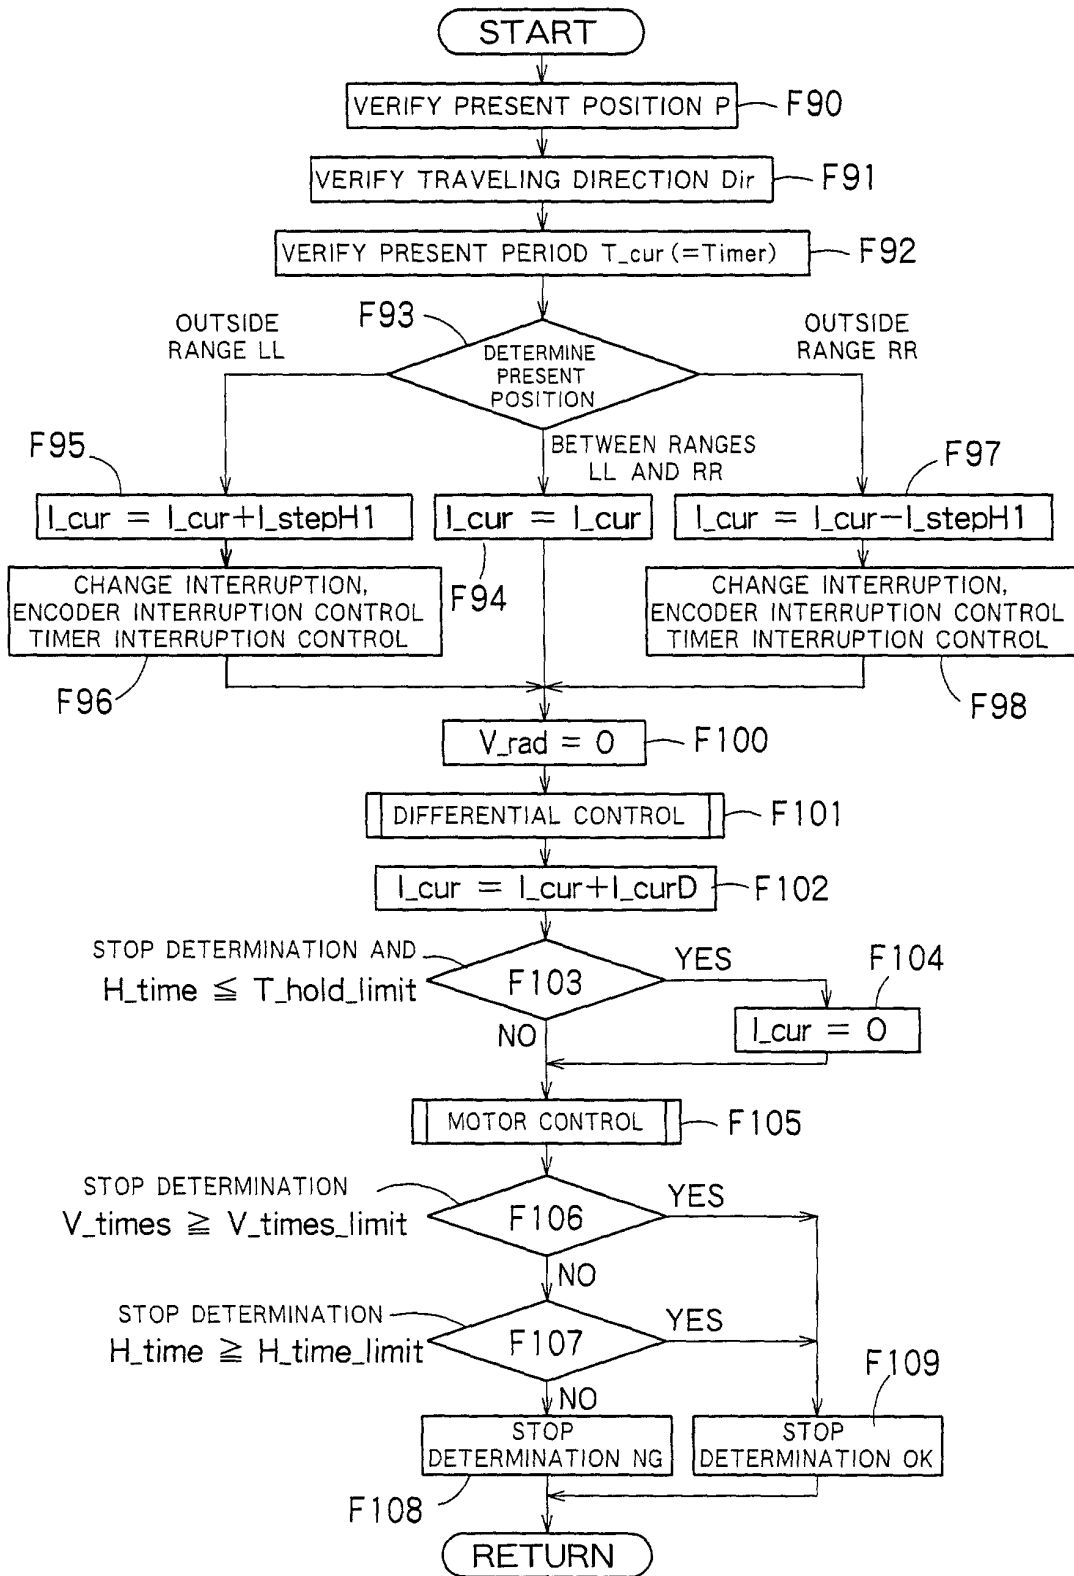 START
VERIFY PRESENT POSITION P
F90
VERIFY TRAVELING DIRECTION Dir
F91
VERIFY PRESENT PERIOD T_cur(=Timer)
F92
F93
OUTSIDE
RANGE LL
DETERMINE
PRESENT
POSITION
OUTSIDE
RANGE RR
BETWEEN RANGES
LL AND RR
F95
F97
I_cur = I_cur+I_stepH1
I_cur = I_cur
I_cur = I_cur−I_stepH1
F94
CHANGE INTERRUPTION,
ENCODER INTERRUPTION CONTROL
TIMER INTERRUPTION CONTROL
CHANGE INTERRUPTION,
ENCODER INTERRUPTION CONTROL
TIMER INTERRUPTION CONTROL
F96
F98
V_rad = 0
F100
DIFFERENTIAL CONTROL
F101
I_cur = I_cur+I_curD
F102
STOP DETERMINATION AND
H_time ≦ T_hold_limit
F103
YES
NO
F104
I_cur = 0
MOTOR CONTROL
F105
STOP DETERMINATION
V_times ≧ V_times_limit
F106
YES
NO
STOP DETERMINATION
H_time ≧ H_time_limit
F107
YES
NO
F109
STOP
DETERMINATION NG
STOP
DETERMINATION OK
F108
RETURN